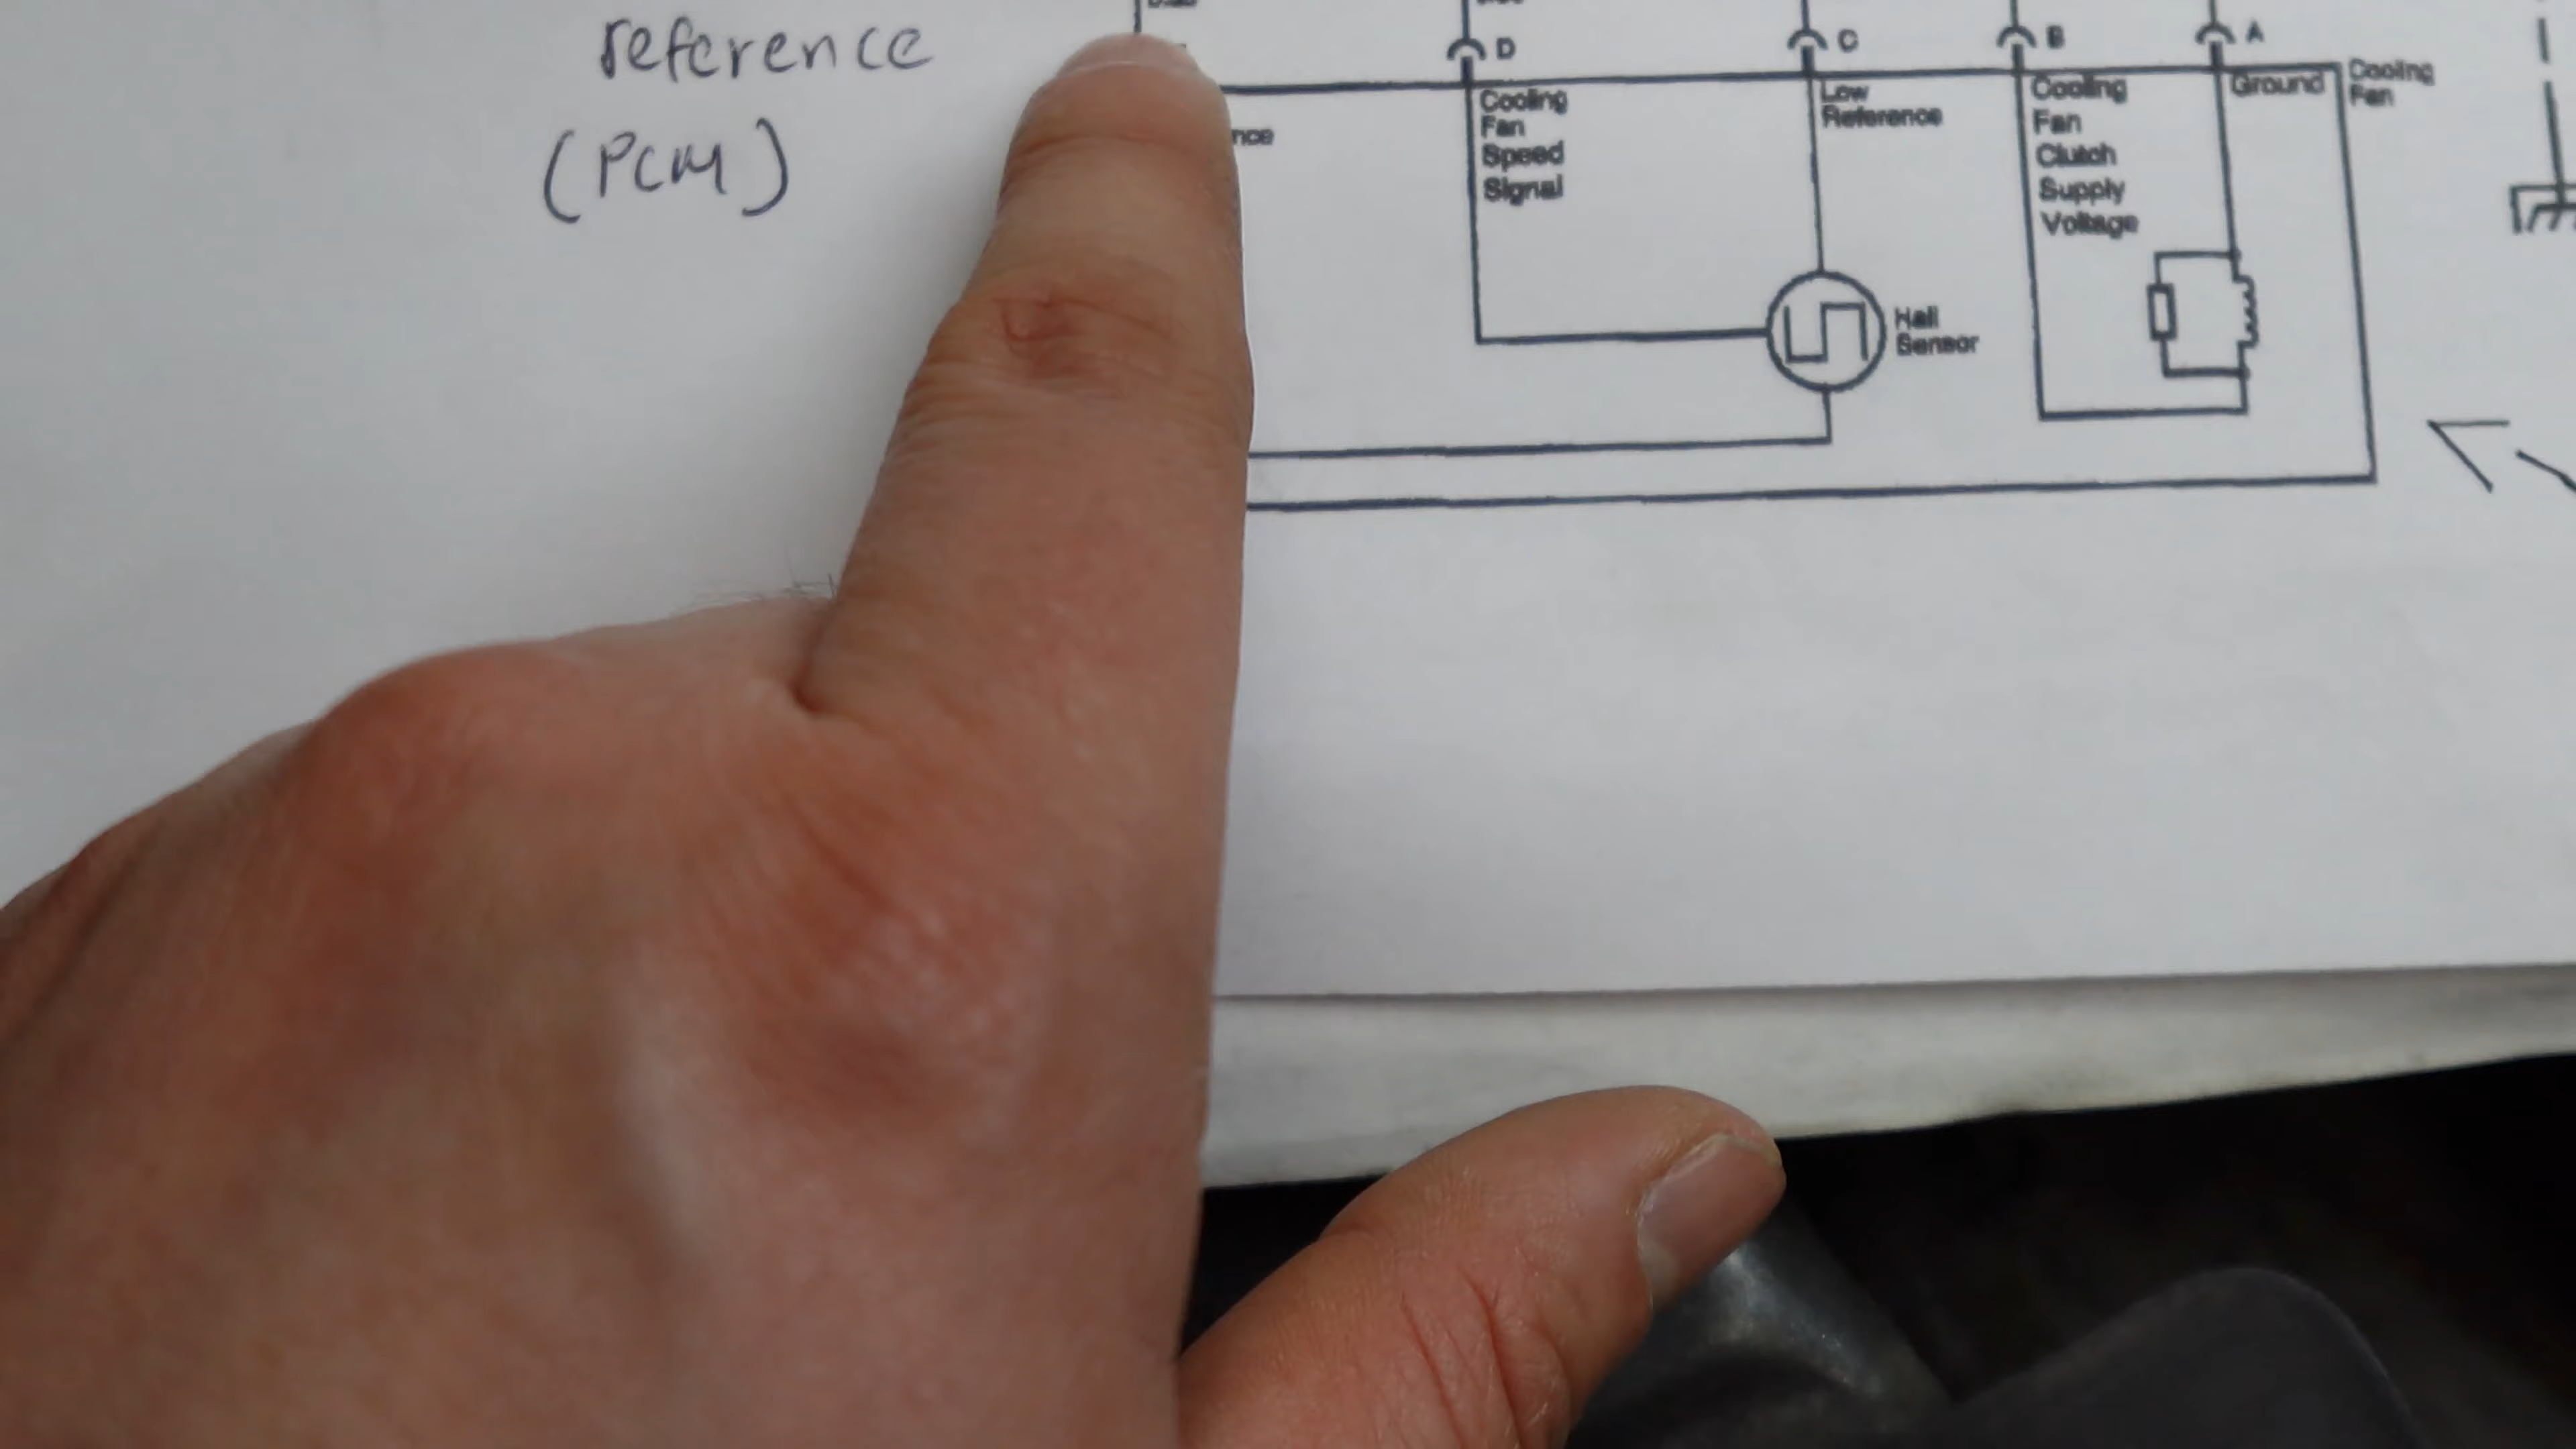 reference
(PCM)
D
C
B
A
nce
Cooling
Fan
Speed
Signal
Low
Reference
Cooling
Fan
Clutch
Supply
Voltage
Ground
Cooling
Fan
Hall
Sensor